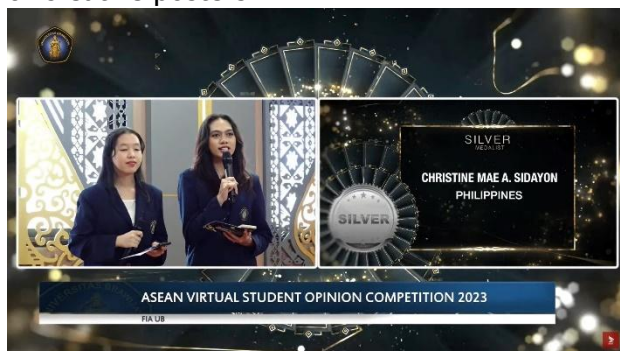 SILVER
MEDALIST
CHRISTINE MAE A. SIDAYON
PHILIPPINES
SILVER
ASEAN VIRTUAL STUDENT OPINION COMPETITION 2023
FIA UB